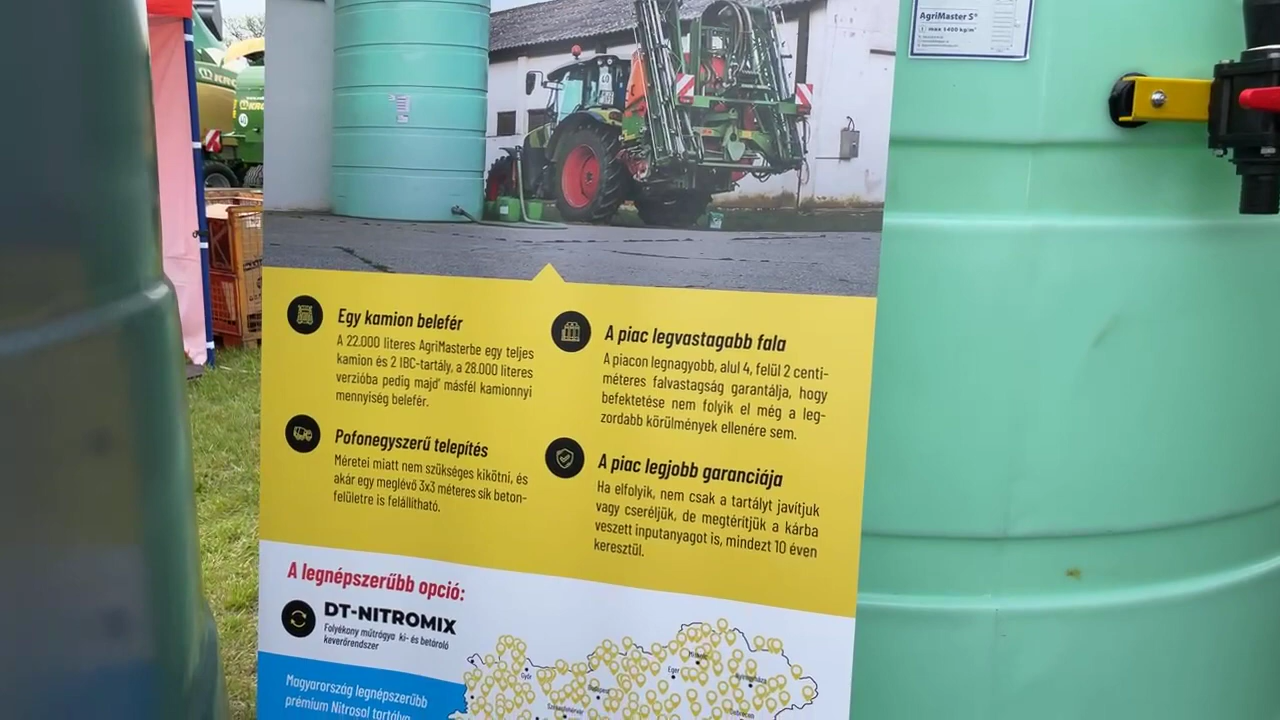 AgriMaster S®
max 1400 kg/m³
Egy kamion belefér
A 22.000 literes AgriMasterbe egy teljes
kamion és 2 IBC-tartály, a 28.000 literes
verzióba pedig majd' másfél kamionnyi
mennyiség belefér.
A piac legvastagabb fala
A piacon legnagyobb, alul 4, felül 2 centi-
méteres falvastagság garantálja, hogy
befektetése nem folyik el még a leg-
zordabb körülmények ellenére sem.
Pofonegyszerű telepítés
Méretei miatt nem szükséges kikötni, és
akár egy meglévő 3x3 méteres sík beton-
felületre is felállítható.
A piac legjobb garanciája
Ha elfolyik, nem csak a tartályt javítjuk
vagy cseréljük, de megtérítjük a kárba
veszett inputanyagot is, mindezt 10 éven
keresztül.
A legnépszerűbb opció:
DT-NITROMIX
Folyékony műtrágya ki- és betároló
keverőrendszer
Magyarország legnépszerűbb
prémium Nitrosol tartálya
Győr
Eger
Budapest
Székesfehérvár
Debrecen